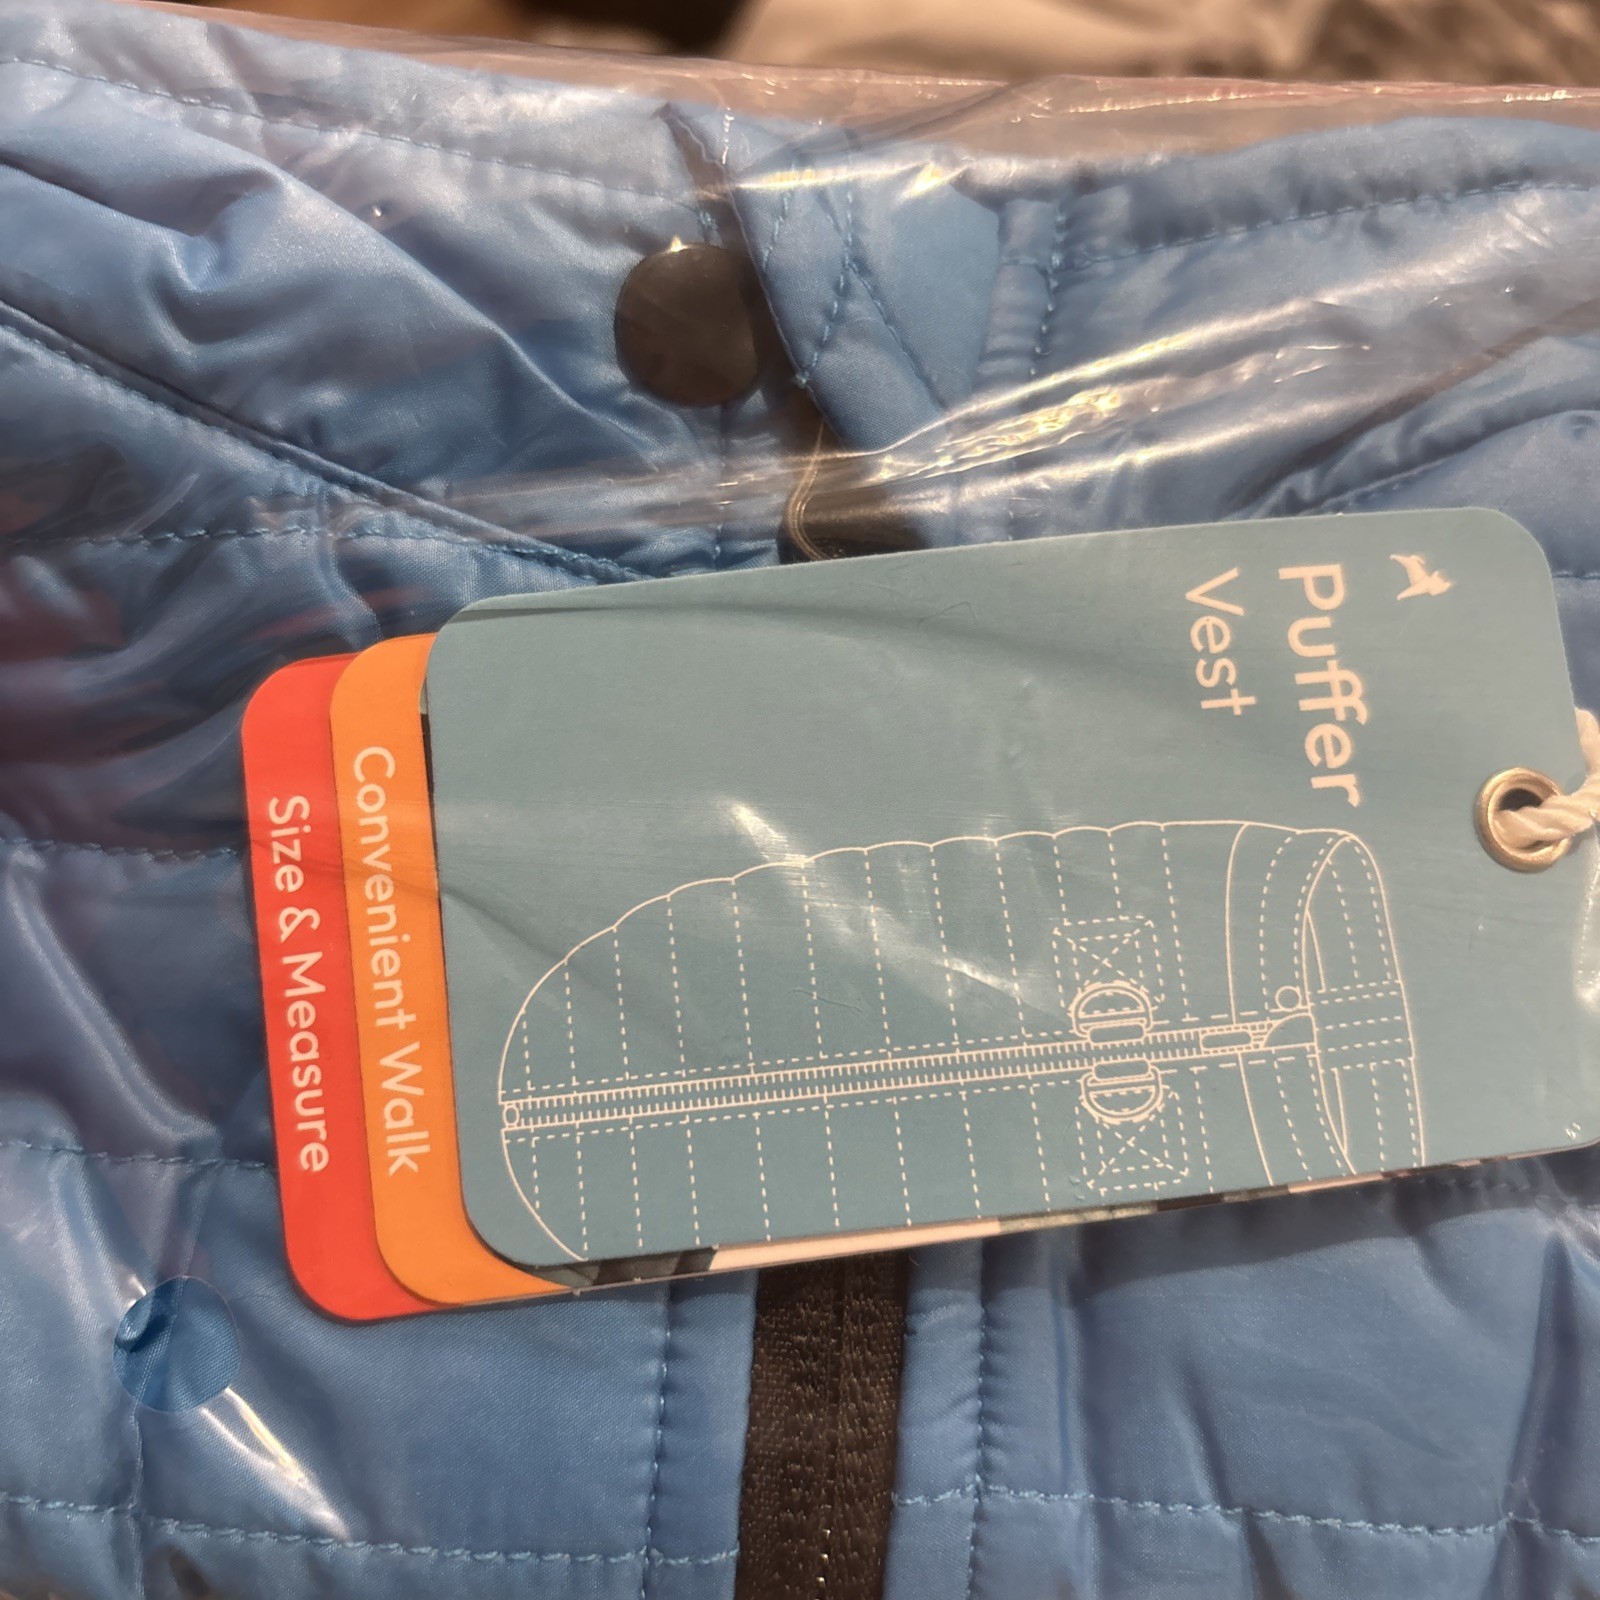 Puffer
Vest
Convenient Walk
Size & Measure